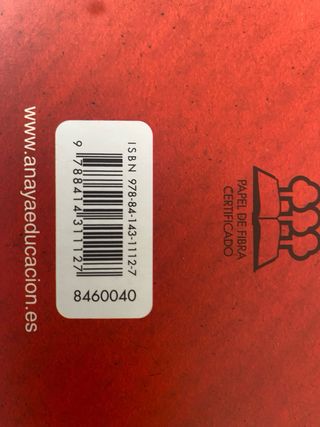 ISBN 978-84-143-1112-7
9 788414 311127
8460040
www.anayaeducacion.es
PAPEL DE FIBRA
CERTIFICADO